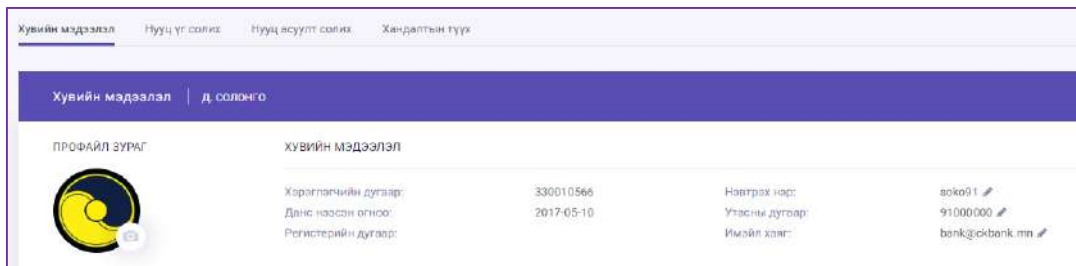 Хувийн мэдээлэл Нууц үг солих Нууц асуулт солих Хандалтын түүх
Хувийн мэдээлэл | Д. СОЛОНГО
ПРОФАЙЛ ЗУРАГ ХУВИЙН МЭДЭЭЛЭЛ
Хэрэглэгчийн дугаар: 330010566 Нэвтрэх нэр: soko91
Данс нээсэн огноо: 2017-05-10 Утасны дугаар: 91000000
Регистерийн дугаар: Имэйл хаяг: bank@ckbank.mn